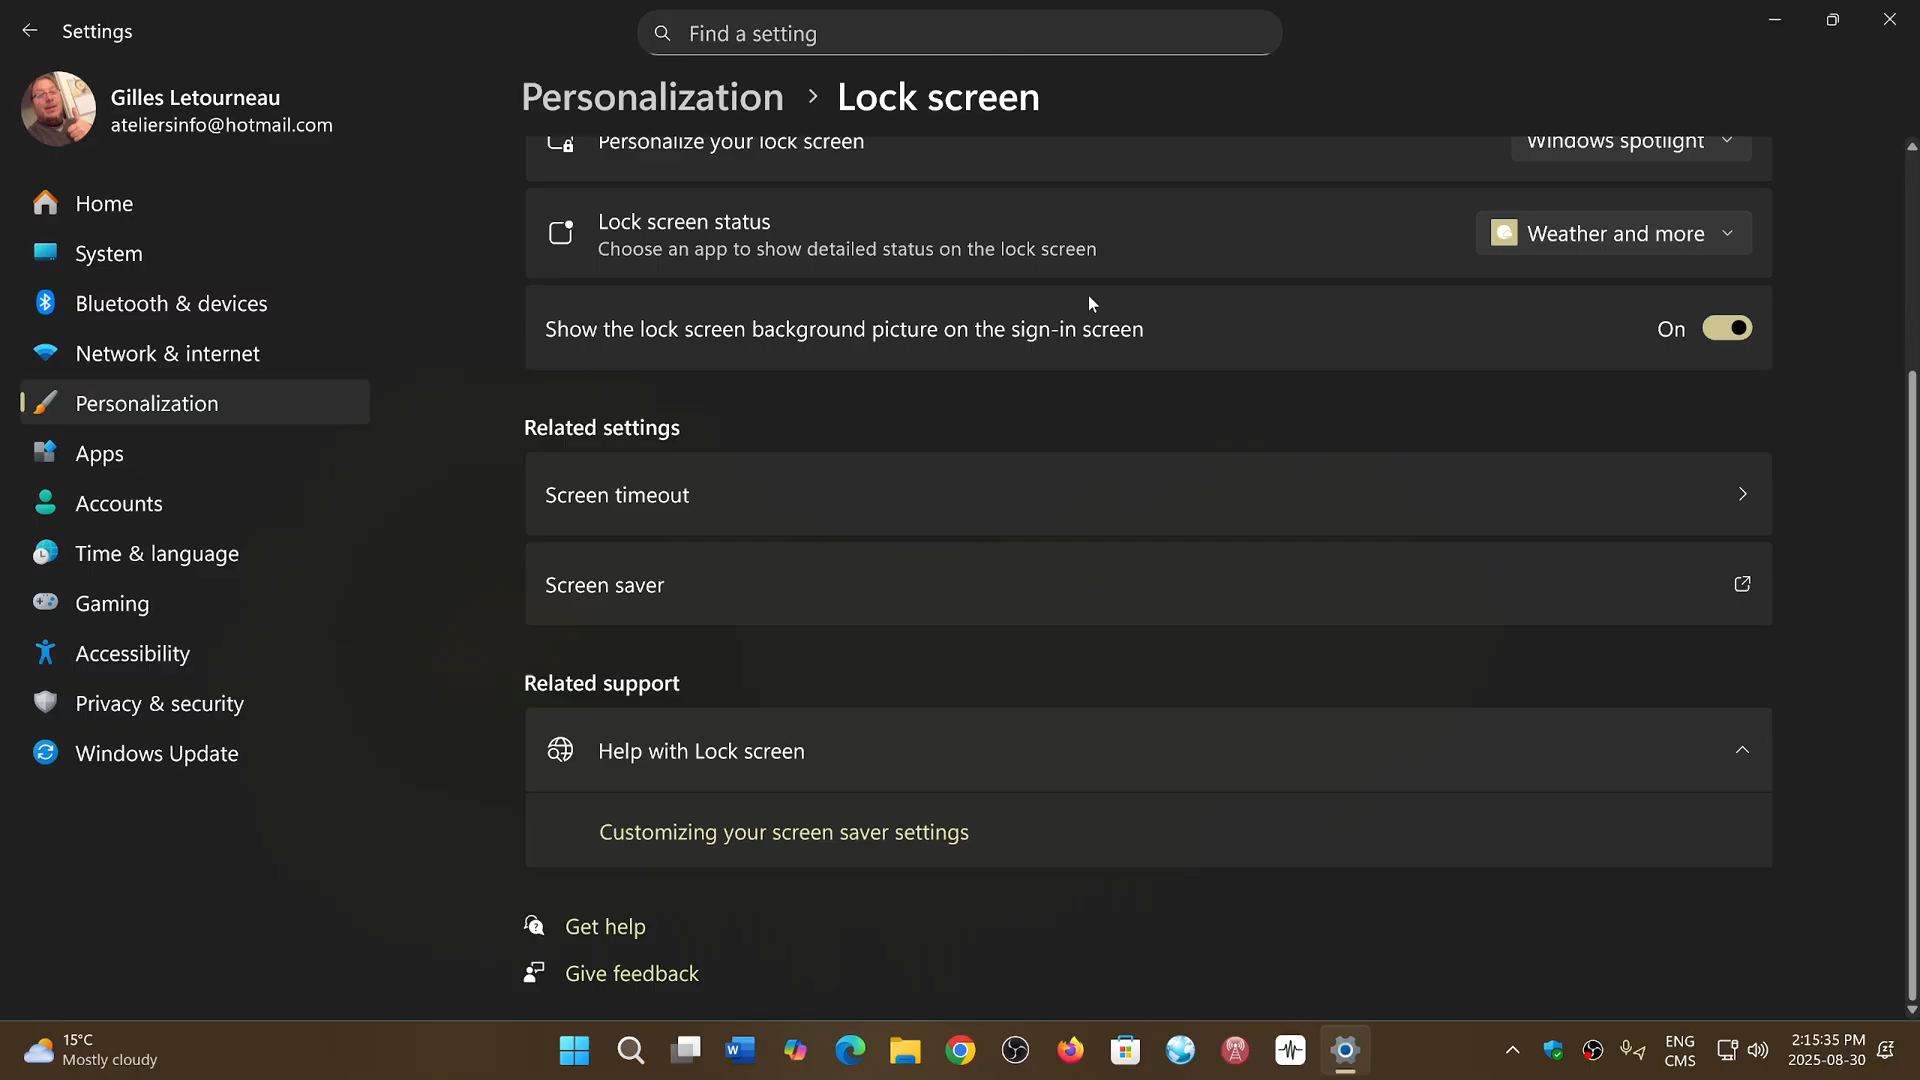 Settings
Find a setting
Gilles Letourneau
ateliersinfo@hotmail.com
Home
System
Bluetooth & devices
Network & internet
Personalization
Apps
Accounts
Time & language
Gaming
Accessibility
Privacy & security
Windows Update
Personalization > Lock screen
Personalize your lock screen
Windows spotlight
Lock screen status
Choose an app to show detailed status on the lock screen
Weather and more
Show the lock screen background picture on the sign-in screen
On
Related settings
Screen timeout
Screen saver
Related support
Help with Lock screen
Customizing your screen saver settings
Get help
Give feedback
15°C
Mostly cloudy
ENG
CMS
2:15:35 PM
2025-08-30